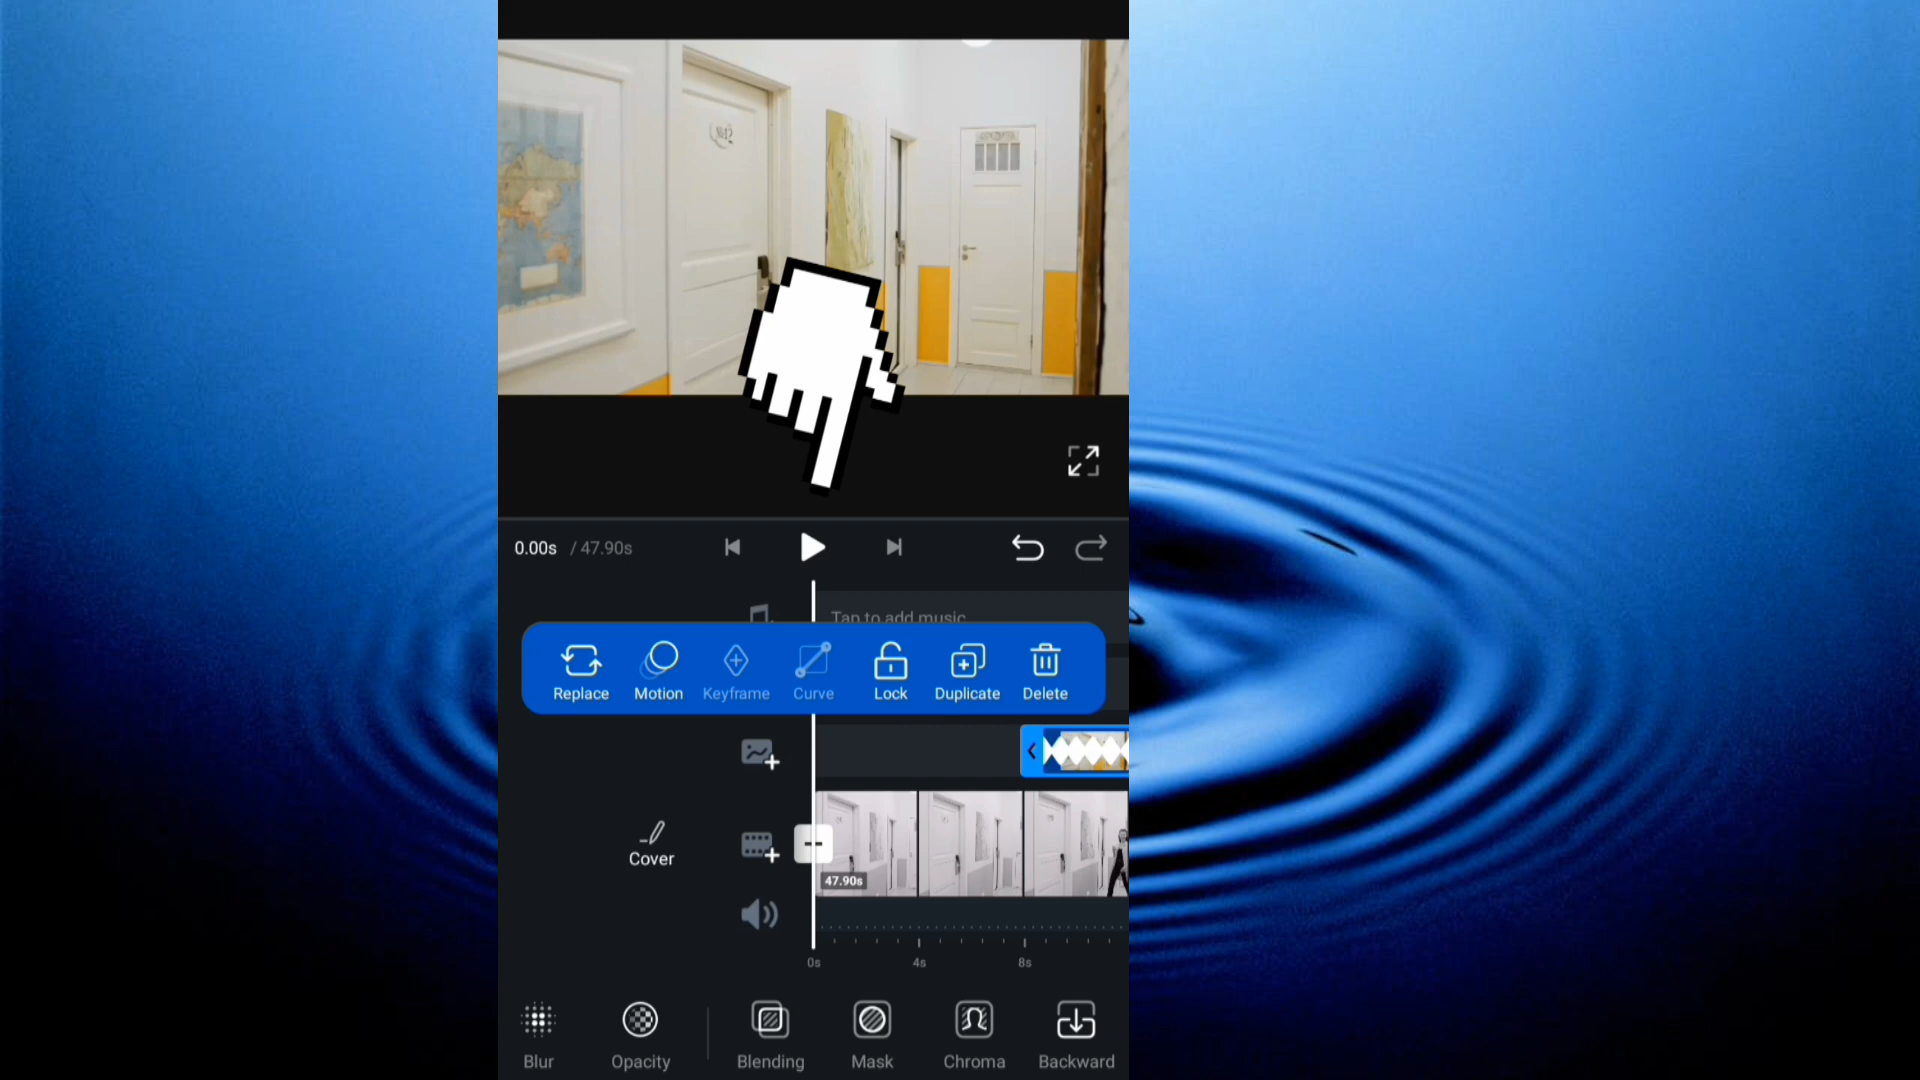 №12
0.00s / 47.90s
Tap to add music
Replace Motion Keyframe Curve Lock Duplicate Delete
Cover
47.90s
0s 4s 8s
Blur Opacity Blending Mask Chroma Backward